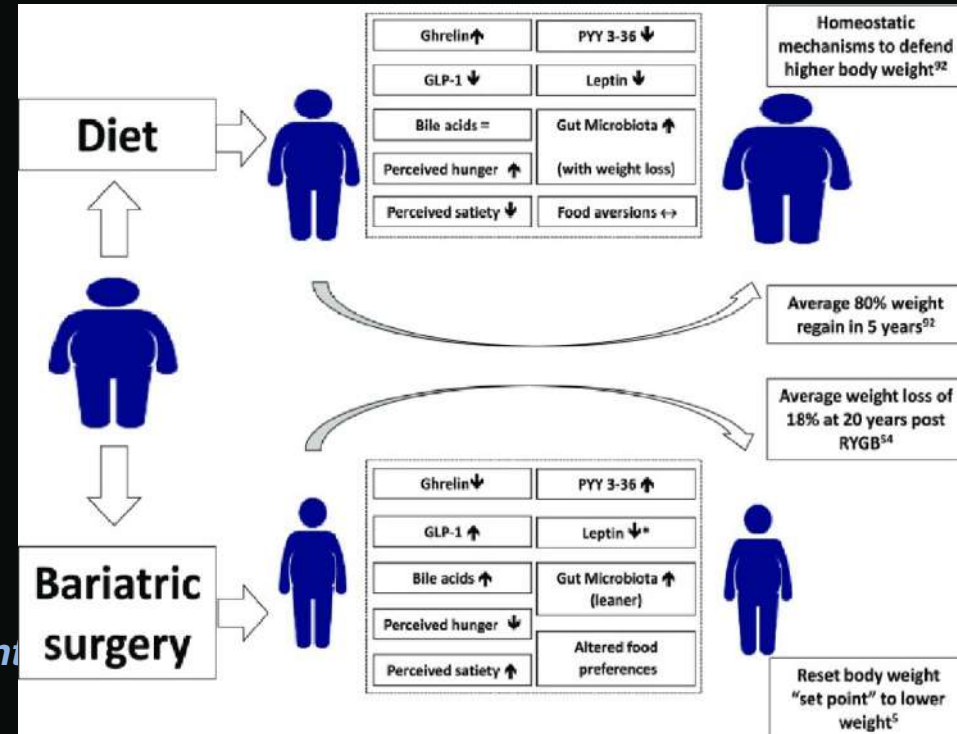 Homeostatic
mechanisms to defend
higher body weight⁹²
Diet
Ghrelin↑
PYY 3-36 ↓
GLP-1 ↓
Leptin ↓
Bile acids =
Gut Microbiota ↑
(with weight loss)
Perceived hunger ↑
Perceived satiety ↓
Food aversions ↔
Average 80% weight
regain in 5 years⁹²
Average weight loss of
18% at 20 years post
RYGB⁵⁴
Bariatric
surgery
Ghrelin↓
PYY 3-36 ↑
GLP-1 ↑
Leptin ↓*
Bile acids ↑
Gut Microbiota ↑
(leaner)
Perceived hunger ↓
Perceived satiety ↑
Altered food
preferences
Reset body weight
"set point" to lower
weight⁵